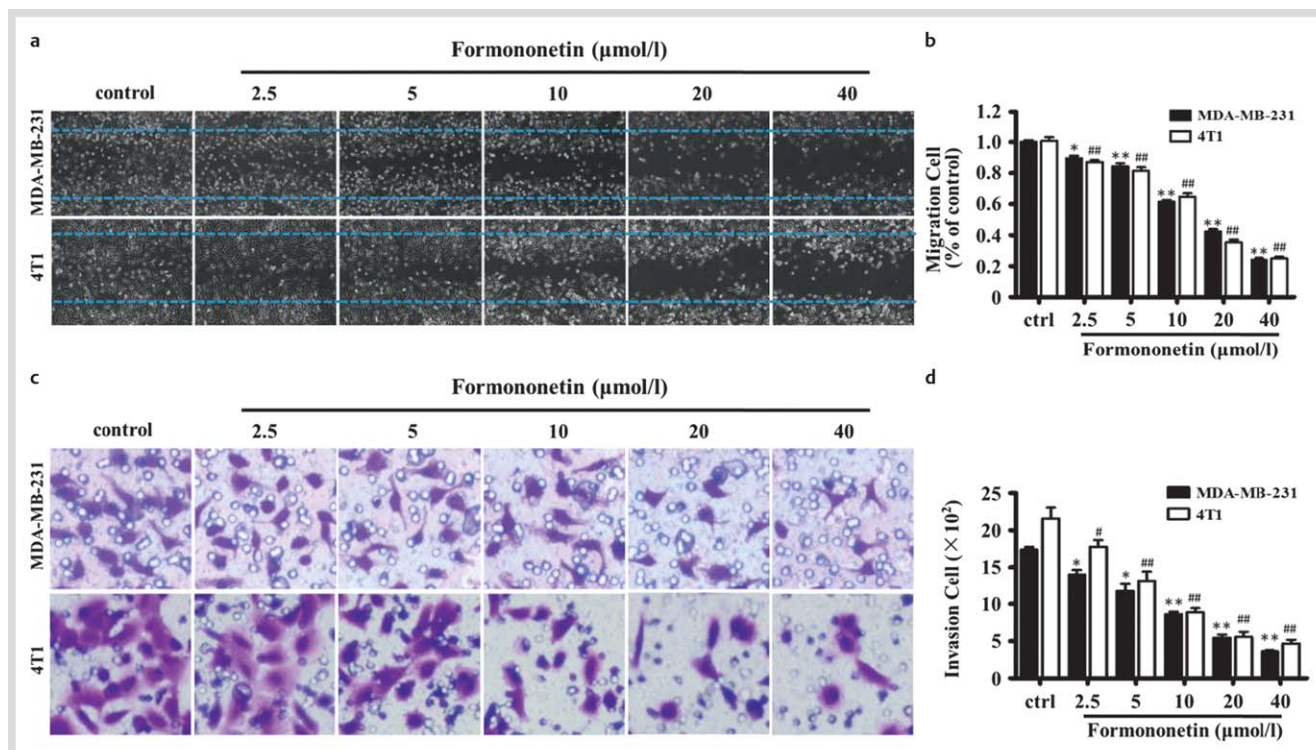 a
Formononetin (μmol/l)
control 2.5 5 10 20 40
MDA-MB-231
4T1
b
MDA-MB-231
4T1
Migration Cell
(% of control)
1.2
1.0
0.8
0.6
0.4
0.2
0
* ## ** ## ** ## ** ## ** ##
ctrl 2.5 5 10 20 40
Formononetin (μmol/l)
c
Formononetin (μmol/l)
control 2.5 5 10 20 40
MDA-MB-231
4T1
d
MDA-MB-231
4T1
Invasion Cell (×10²)
25
20
15
10
5
0
* # * ## ** ## ** ## ** ##
ctrl 2.5 5 10 20 40
Formononetin (μmol/l)